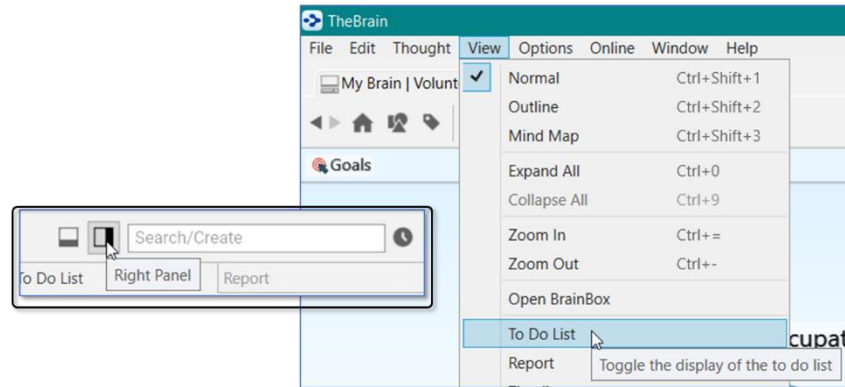 TheBrain
File Edit Thought View Options Online Window Help
My Brain | Volunt
Normal Ctrl+Shift+1
Outline Ctrl+Shift+2
Mind Map Ctrl+Shift+3
Goals
Expand All Ctrl+0
Collapse All Ctrl+9
Zoom In Ctrl+=
Zoom Out Ctrl+-
Open BrainBox
To Do List
cupat
Report
Toggle the display of the to do list
Search/Create
To Do List
Right Panel
Report